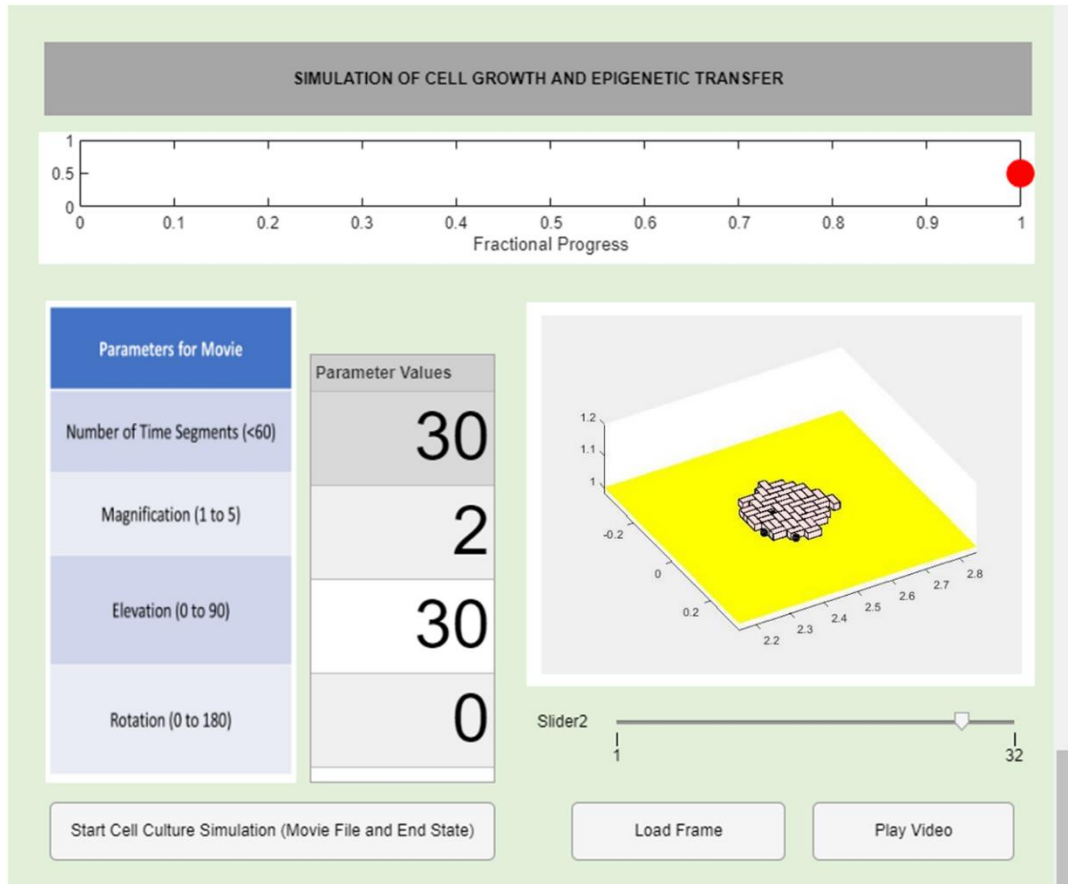 SIMULATION OF CELL GROWTH AND EPIGENETIC TRANSFER
1
0.5
0
0 0.1 0.2 0.3 0.4 0.5 0.6 0.7 0.8 0.9 1
Fractional Progress
Parameters for Movie
Parameter Values
Number of Time Segments (<60)
30
Magnification (1 to 5)
2
Elevation (0 to 90)
30
Rotation (0 to 180)
0
1.2
1.1
1
-0.2
0
0.2
2.2 2.3 2.4 2.5 2.6 2.7 2.8
Slider2
1 32
Start Cell Culture Simulation (Movie File and End State)
Load Frame
Play Video